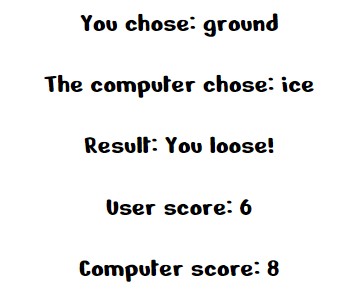 You chose: ground
The computer chose: ice
Result: You loose!
User score: 6
Computer score: 8